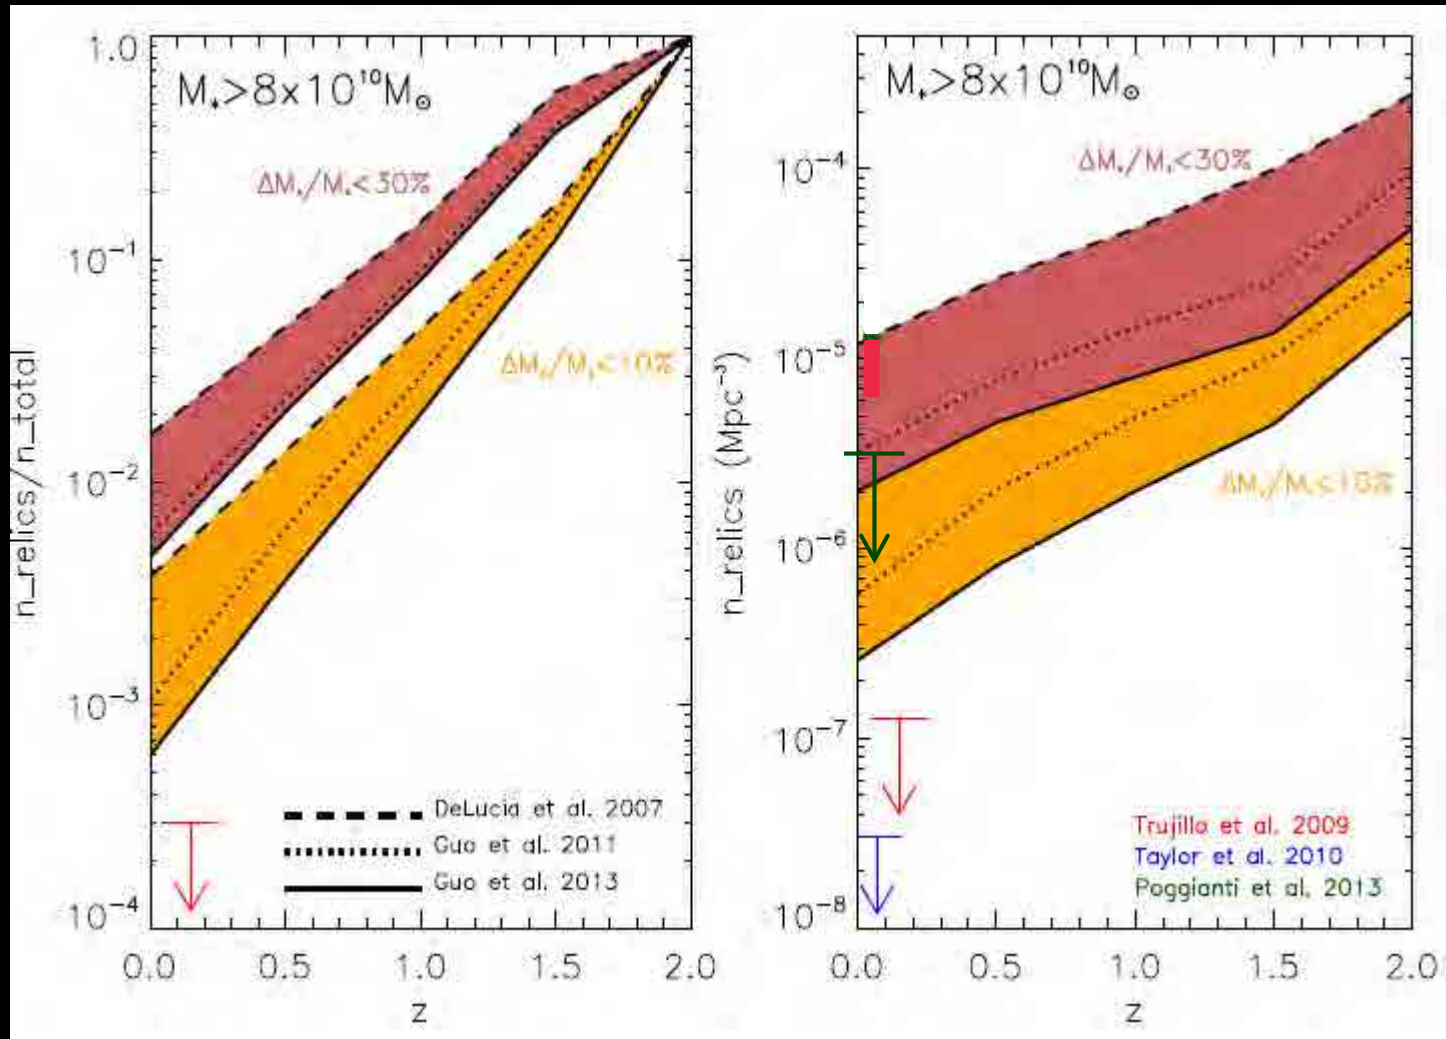 M*>8x10¹⁰M☉
ΔM*/M*<30%
ΔM*/M*<10%
n_relics/n_total
1.0
10⁻¹
10⁻²
10⁻³
10⁻⁴
DeLucia et al. 2007
Guo et al. 2011
Guo et al. 2013
0.0 0.5 1.0 1.5 2.0
z
M*>8x10¹⁰M☉
ΔM*/M*<30%
ΔM*/M*<10%
n_relics (Mpc⁻³)
10⁻⁴
10⁻⁵
10⁻⁶
10⁻⁷
10⁻⁸
Trujillo et al. 2009
Taylor et al. 2010
Poggianti et al. 2013
0.0 0.5 1.0 1.5 2.0
z